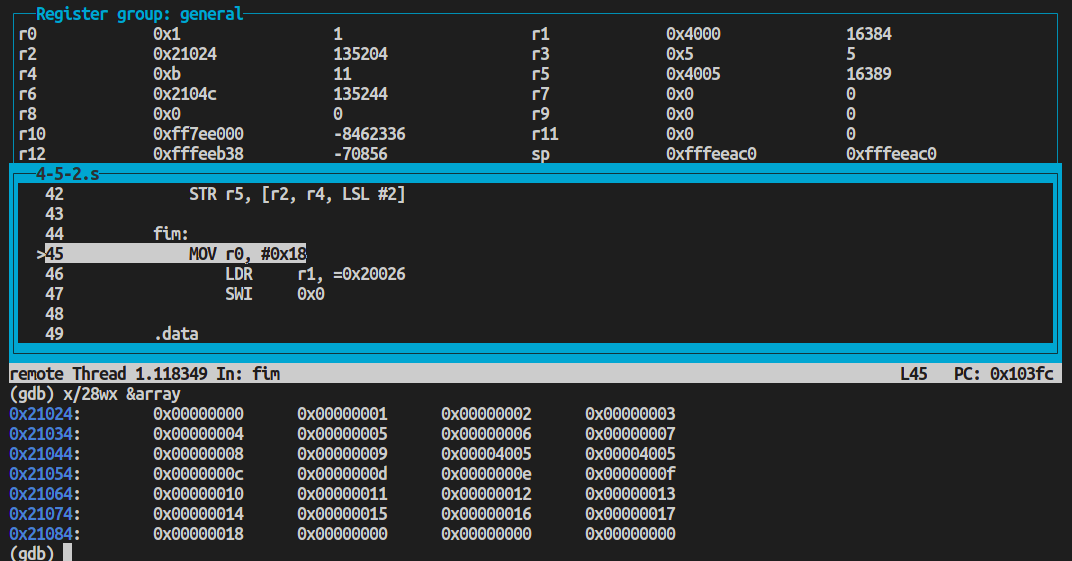 Register group: general
r0 0x1 1 r1 0x4000 16384
r2 0x21024 135204 r3 0x5 5
r4 0xb 11 r5 0x4005 16389
r6 0x2104c 135244 r7 0x0 0
r8 0x0 0 r9 0x0 0
r10 0xff7ee000 -8462336 r11 0x0 0
r12 0xfffeeb38 -70856 sp 0xfffeeac0 0xfffeeac0
4-5-2.s
42 STR r5, [r2, r4, LSL #2]
43
44 fim:
>45 MOV r0, #0x18
46 LDR r1, =0x20026
47 SWI 0x0
48
49 .data
remote Thread 1.118349 In: fim L45 PC: 0x103fc
(gdb) x/28wx &array
0x21024: 0x00000000 0x00000001 0x00000002 0x00000003
0x21034: 0x00000004 0x00000005 0x00000006 0x00000007
0x21044: 0x00000008 0x00000009 0x00004005 0x00004005
0x21054: 0x0000000c 0x0000000d 0x0000000e 0x0000000f
0x21064: 0x00000010 0x00000011 0x00000012 0x00000013
0x21074: 0x00000014 0x00000015 0x00000016 0x00000017
0x21084: 0x00000018 0x00000000 0x00000000 0x00000000
(gdb)